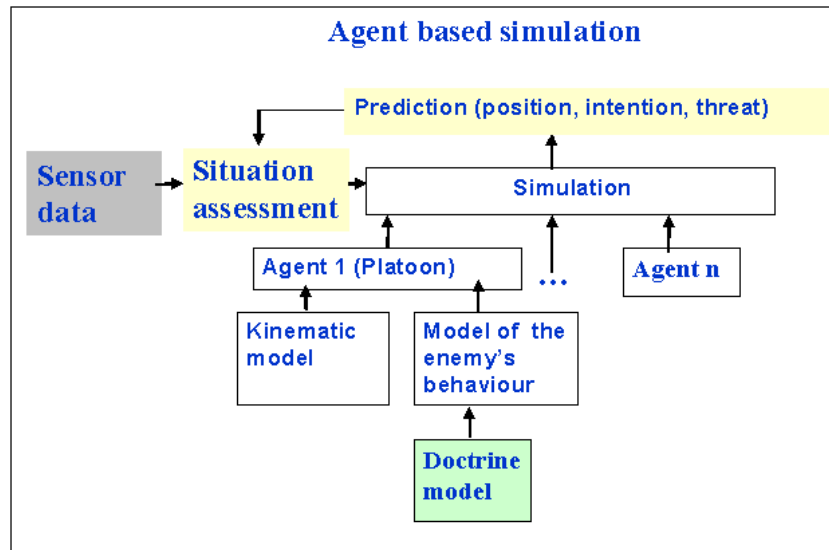 Agent based simulation
Prediction (position, intention, threat)
Sensor
data
Situation
assessment
Simulation
Agent 1 (Platoon)
...
Agent n
Kinematic
model
Model of the
enemy's
behaviour
Doctrine
model